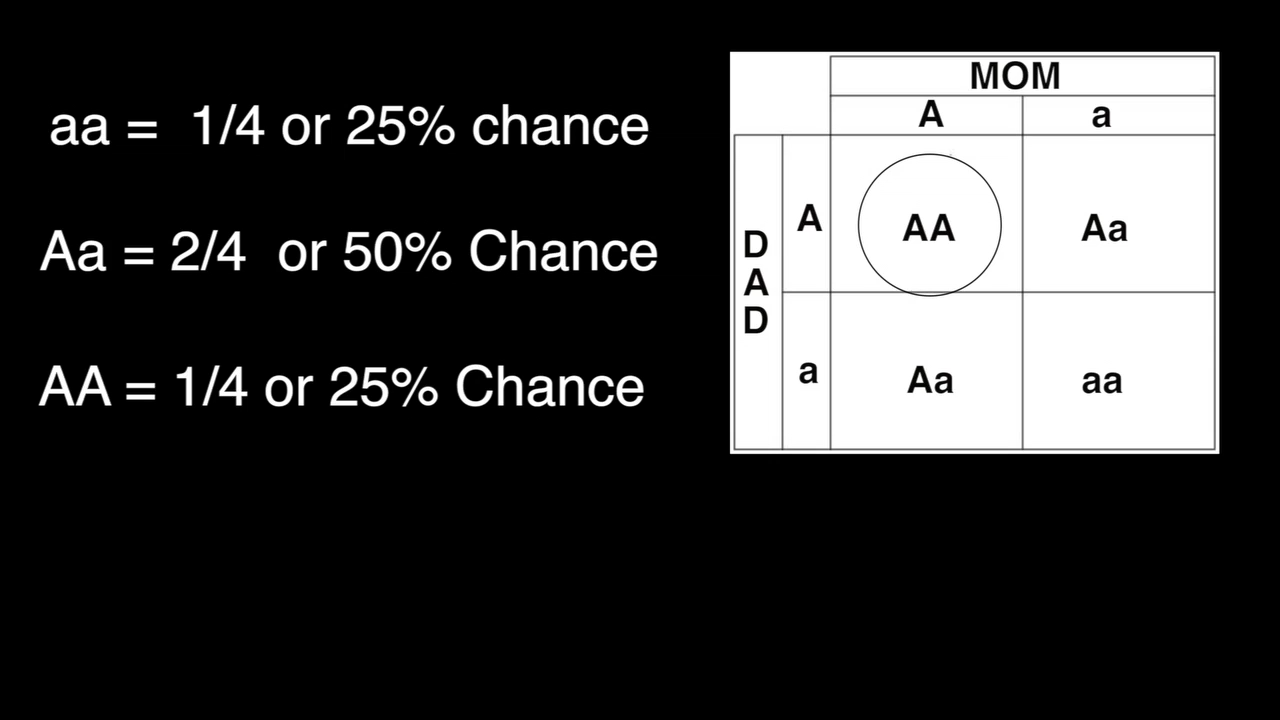 aa = 1/4 or 25% chance
Aa = 2/4 or 50% Chance
AA = 1/4 or 25% Chance
MOM
A a
DAD
A AA Aa
a Aa aa